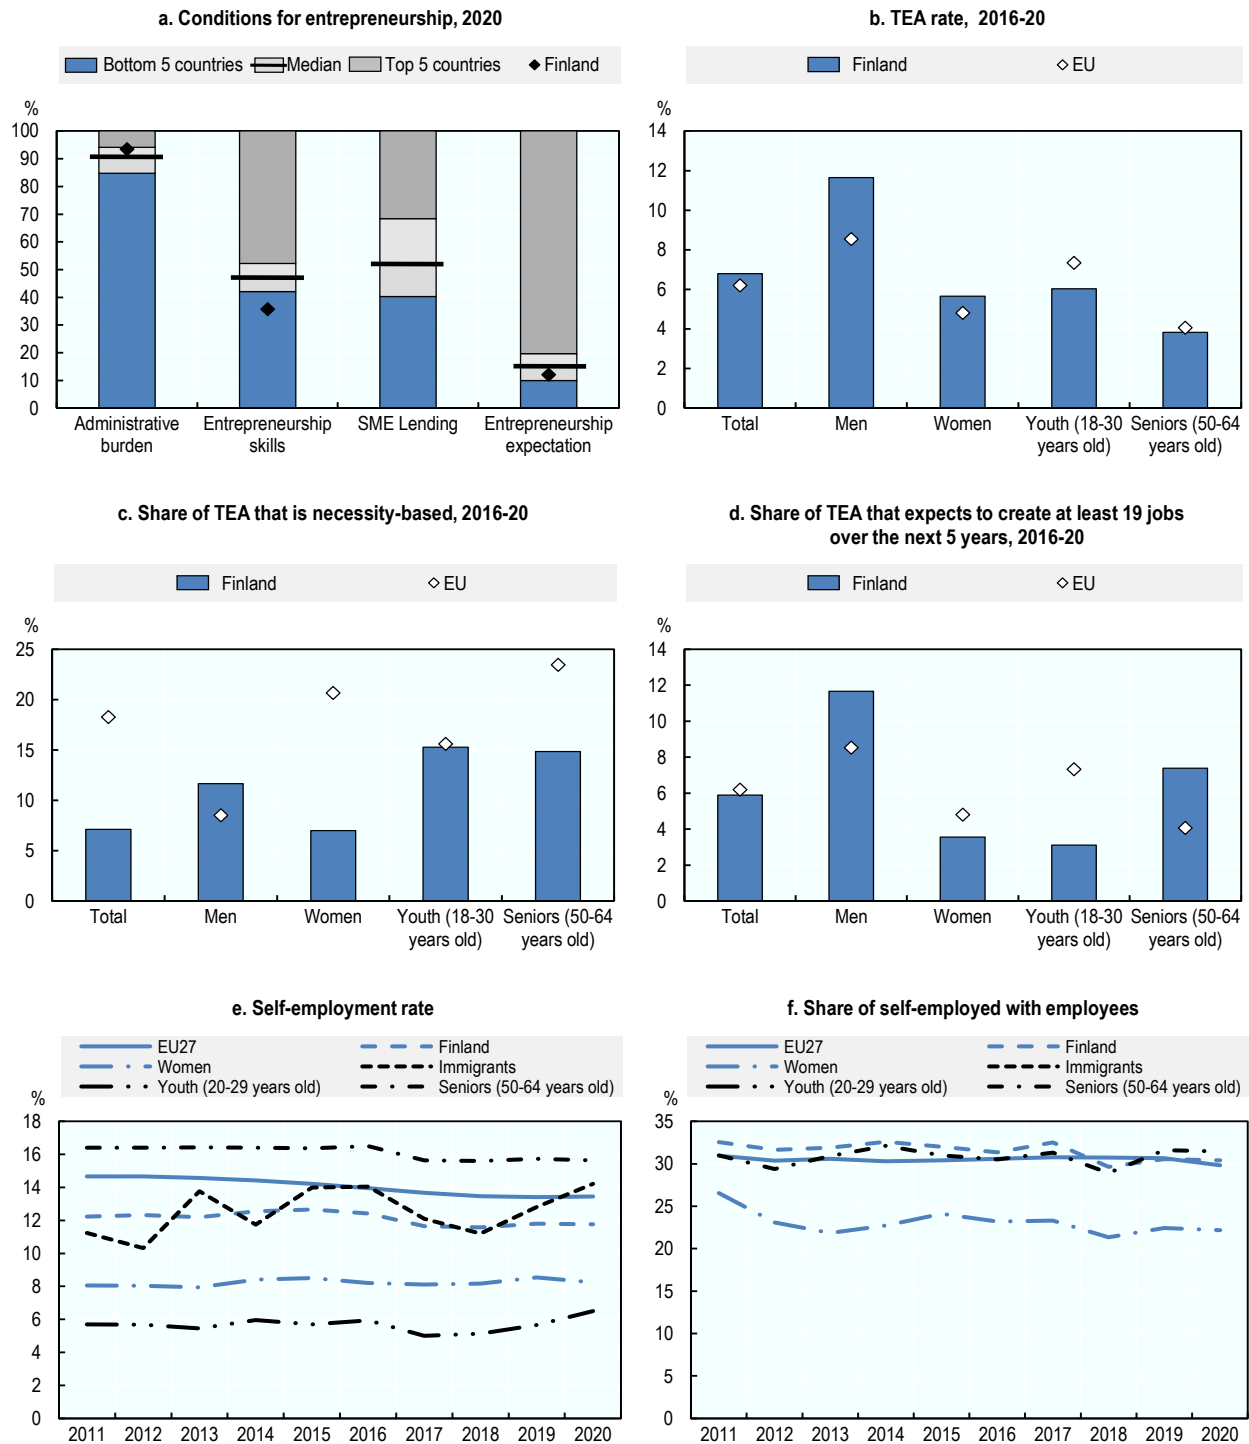 a. Conditions for entrepreneurship, 2020
Bottom 5 countries Median Top 5 countries Finland
%
100
90
80
70
60
50
40
30
20
10
0
Administrative burden
Entrepreneurship skills
SME Lending
Entrepreneurship expectation
b. TEA rate, 2016-20
Finland EU
%
14
12
10
8
6
4
2
0
Total
Men
Women
Youth (18-30 years old)
Seniors (50-64 years old)
c. Share of TEA that is necessity-based, 2016-20
Finland EU
%
25
20
15
10
5
0
Total
Men
Women
Youth (18-30 years old)
Seniors (50-64 years old)
d. Share of TEA that expects to create at least 19 jobs
over the next 5 years, 2016-20
Finland EU
%
14
12
10
8
6
4
2
0
Total
Men
Women
Youth (18-30 years old)
Seniors (50-64 years old)
e. Self-employment rate
EU27 Finland
Women Immigrants
Youth (20-29 years old) Seniors (50-64 years old)
%
18
16
14
12
10
8
6
4
2
0
2011 2012 2013 2014 2015 2016 2017 2018 2019 2020
f. Share of self-employed with employees
EU27 Finland
Women Immigrants
Youth (20-29 years old) Seniors (50-64 years old)
%
35
30
25
20
15
10
5
0
2011 2012 2013 2014 2015 2016 2017 2018 2019 2020